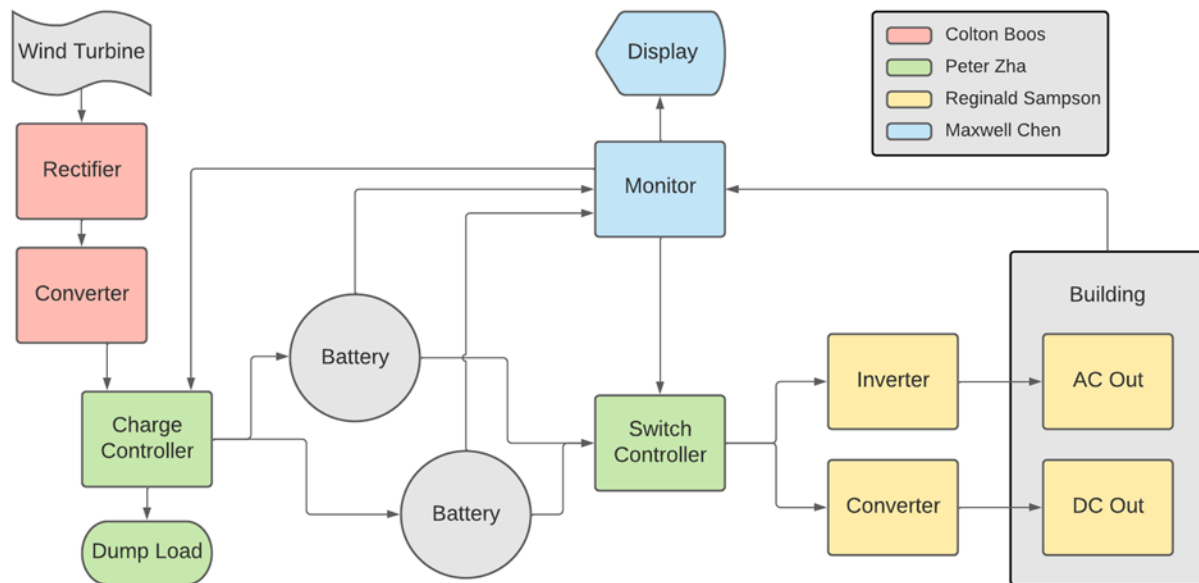 Wind Turbine
Display
Colton Boos
Peter Zha
Reginald Sampson
Maxwell Chen
Rectifier
Monitor
Converter
Building
Battery
Inverter
AC Out
Charge
Controller
Switch
Controller
Battery
Converter
DC Out
Dump Load